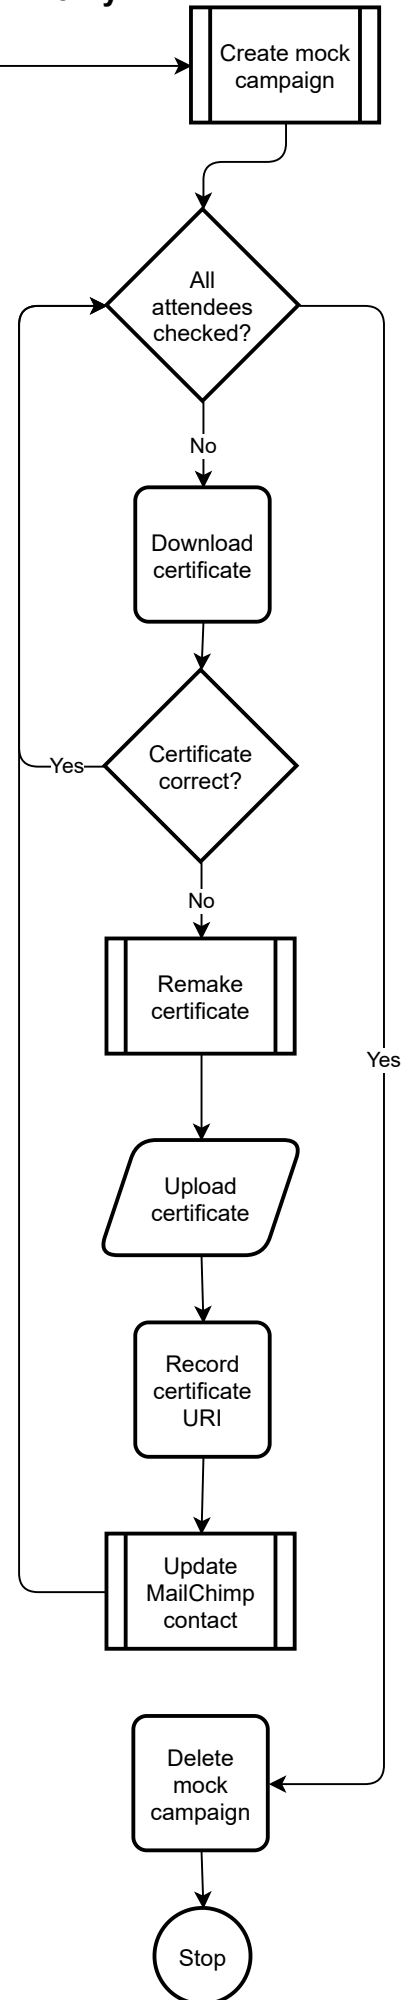 Create mock
campaign
All
attendees
checked?
No
Download
certificate
Certificate
correct?
Yes
No
Remake
certificate
Yes
Upload
certificate
Record
certificate
URI
Update
MailChimp
contact
Delete
mock
campaign
Stop